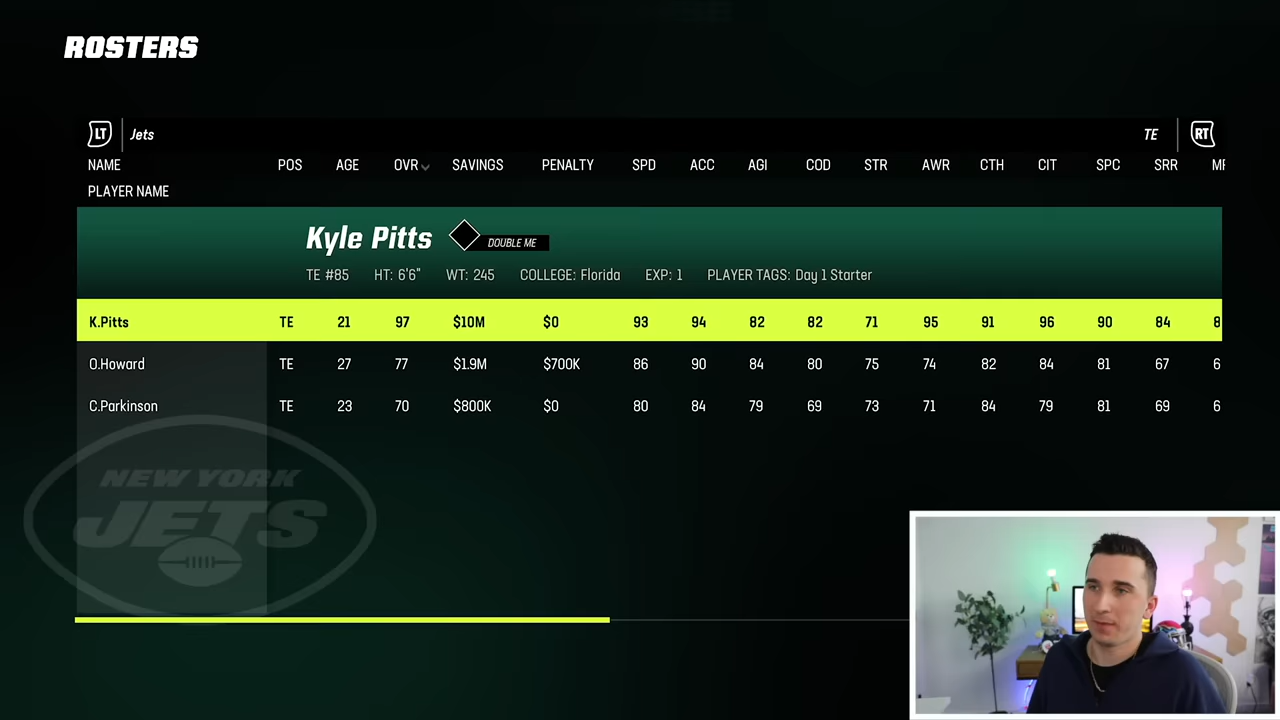 ROSTERS
LT Jets TE RT
NAME POS AGE OVR SAVINGS PENALTY SPD ACC AGI COD STR AWR CTH CIT SPC SRR MR
PLAYER NAME
Kyle Pitts DOUBLE ME
TE #85 HT: 6'6" WT: 245 COLLEGE: Florida EXP: 1 PLAYER TAGS: Day 1 Starter
K.Pitts TE 21 97 $10M $0 93 94 82 82 71 95 91 96 90 84 8
O.Howard TE 27 77 $1.9M $700K 86 90 84 80 75 74 82 84 81 67 6
C.Parkinson TE 23 70 $800K $0 80 84 79 69 73 71 84 79 81 69 6
NEW YORK
JETS